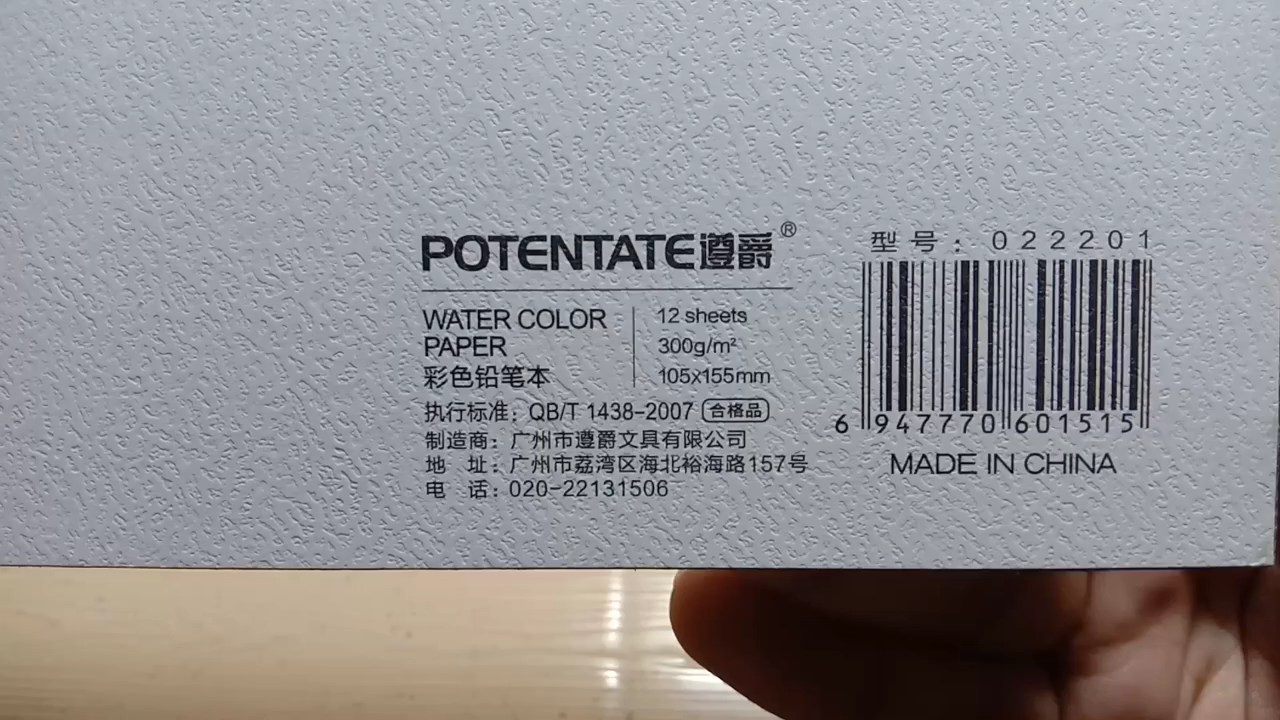 POTENTATE遵爵®
WATER COLOR
PAPER
彩色铅笔本
12 sheets
300g/m²
105x155mm
执行标准：QB/T 1438-2007 合格品
制造商：广州市遵爵文具有限公司
地 址：广州市荔湾区海北裕海路157号
电 话：020-22131506
型号：022201
6 947770 601515
MADE IN CHINA